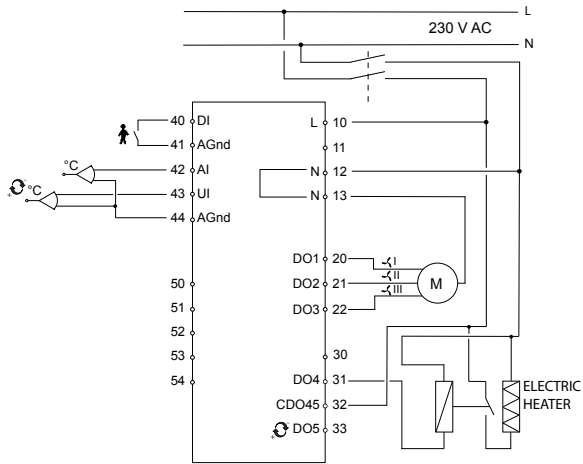 L
230 V AC
N
40 DI
L 10
41 AGnd
11
°C
42 AI
N 12
°C
43 UI
N 13
44 AGnd
DO1 20
I
50
DO2 21
II
M
51
DO3 22
III
52
53
30
54
DO4 31
ELECTRIC
CDO45 32
HEATER
DO5 33